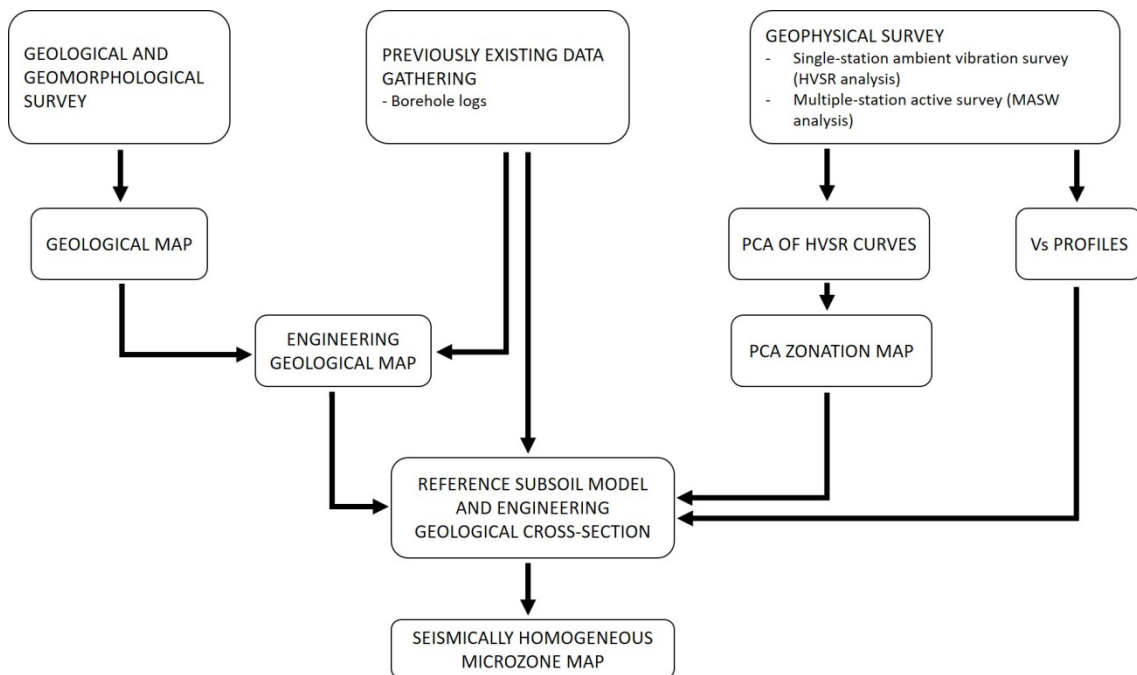 GEOLOGICAL AND
GEOMORPHOLOGICAL
SURVEY
PREVIOUSLY EXISTING DATA
GATHERING
- Borehole logs
GEOPHYSICAL SURVEY
- Single-station ambient vibration survey
(HVSR analysis)
- Multiple-station active survey (MASW
analysis)
GEOLOGICAL MAP
PCA OF HVSR CURVES
Vs PROFILES
ENGINEERING
GEOLOGICAL MAP
PCA ZONATION MAP
REFERENCE SUBSOIL MODEL
AND ENGINEERING
GEOLOGICAL CROSS-SECTION
SEISMICALLY HOMOGENEOUS
MICROZONE MAP